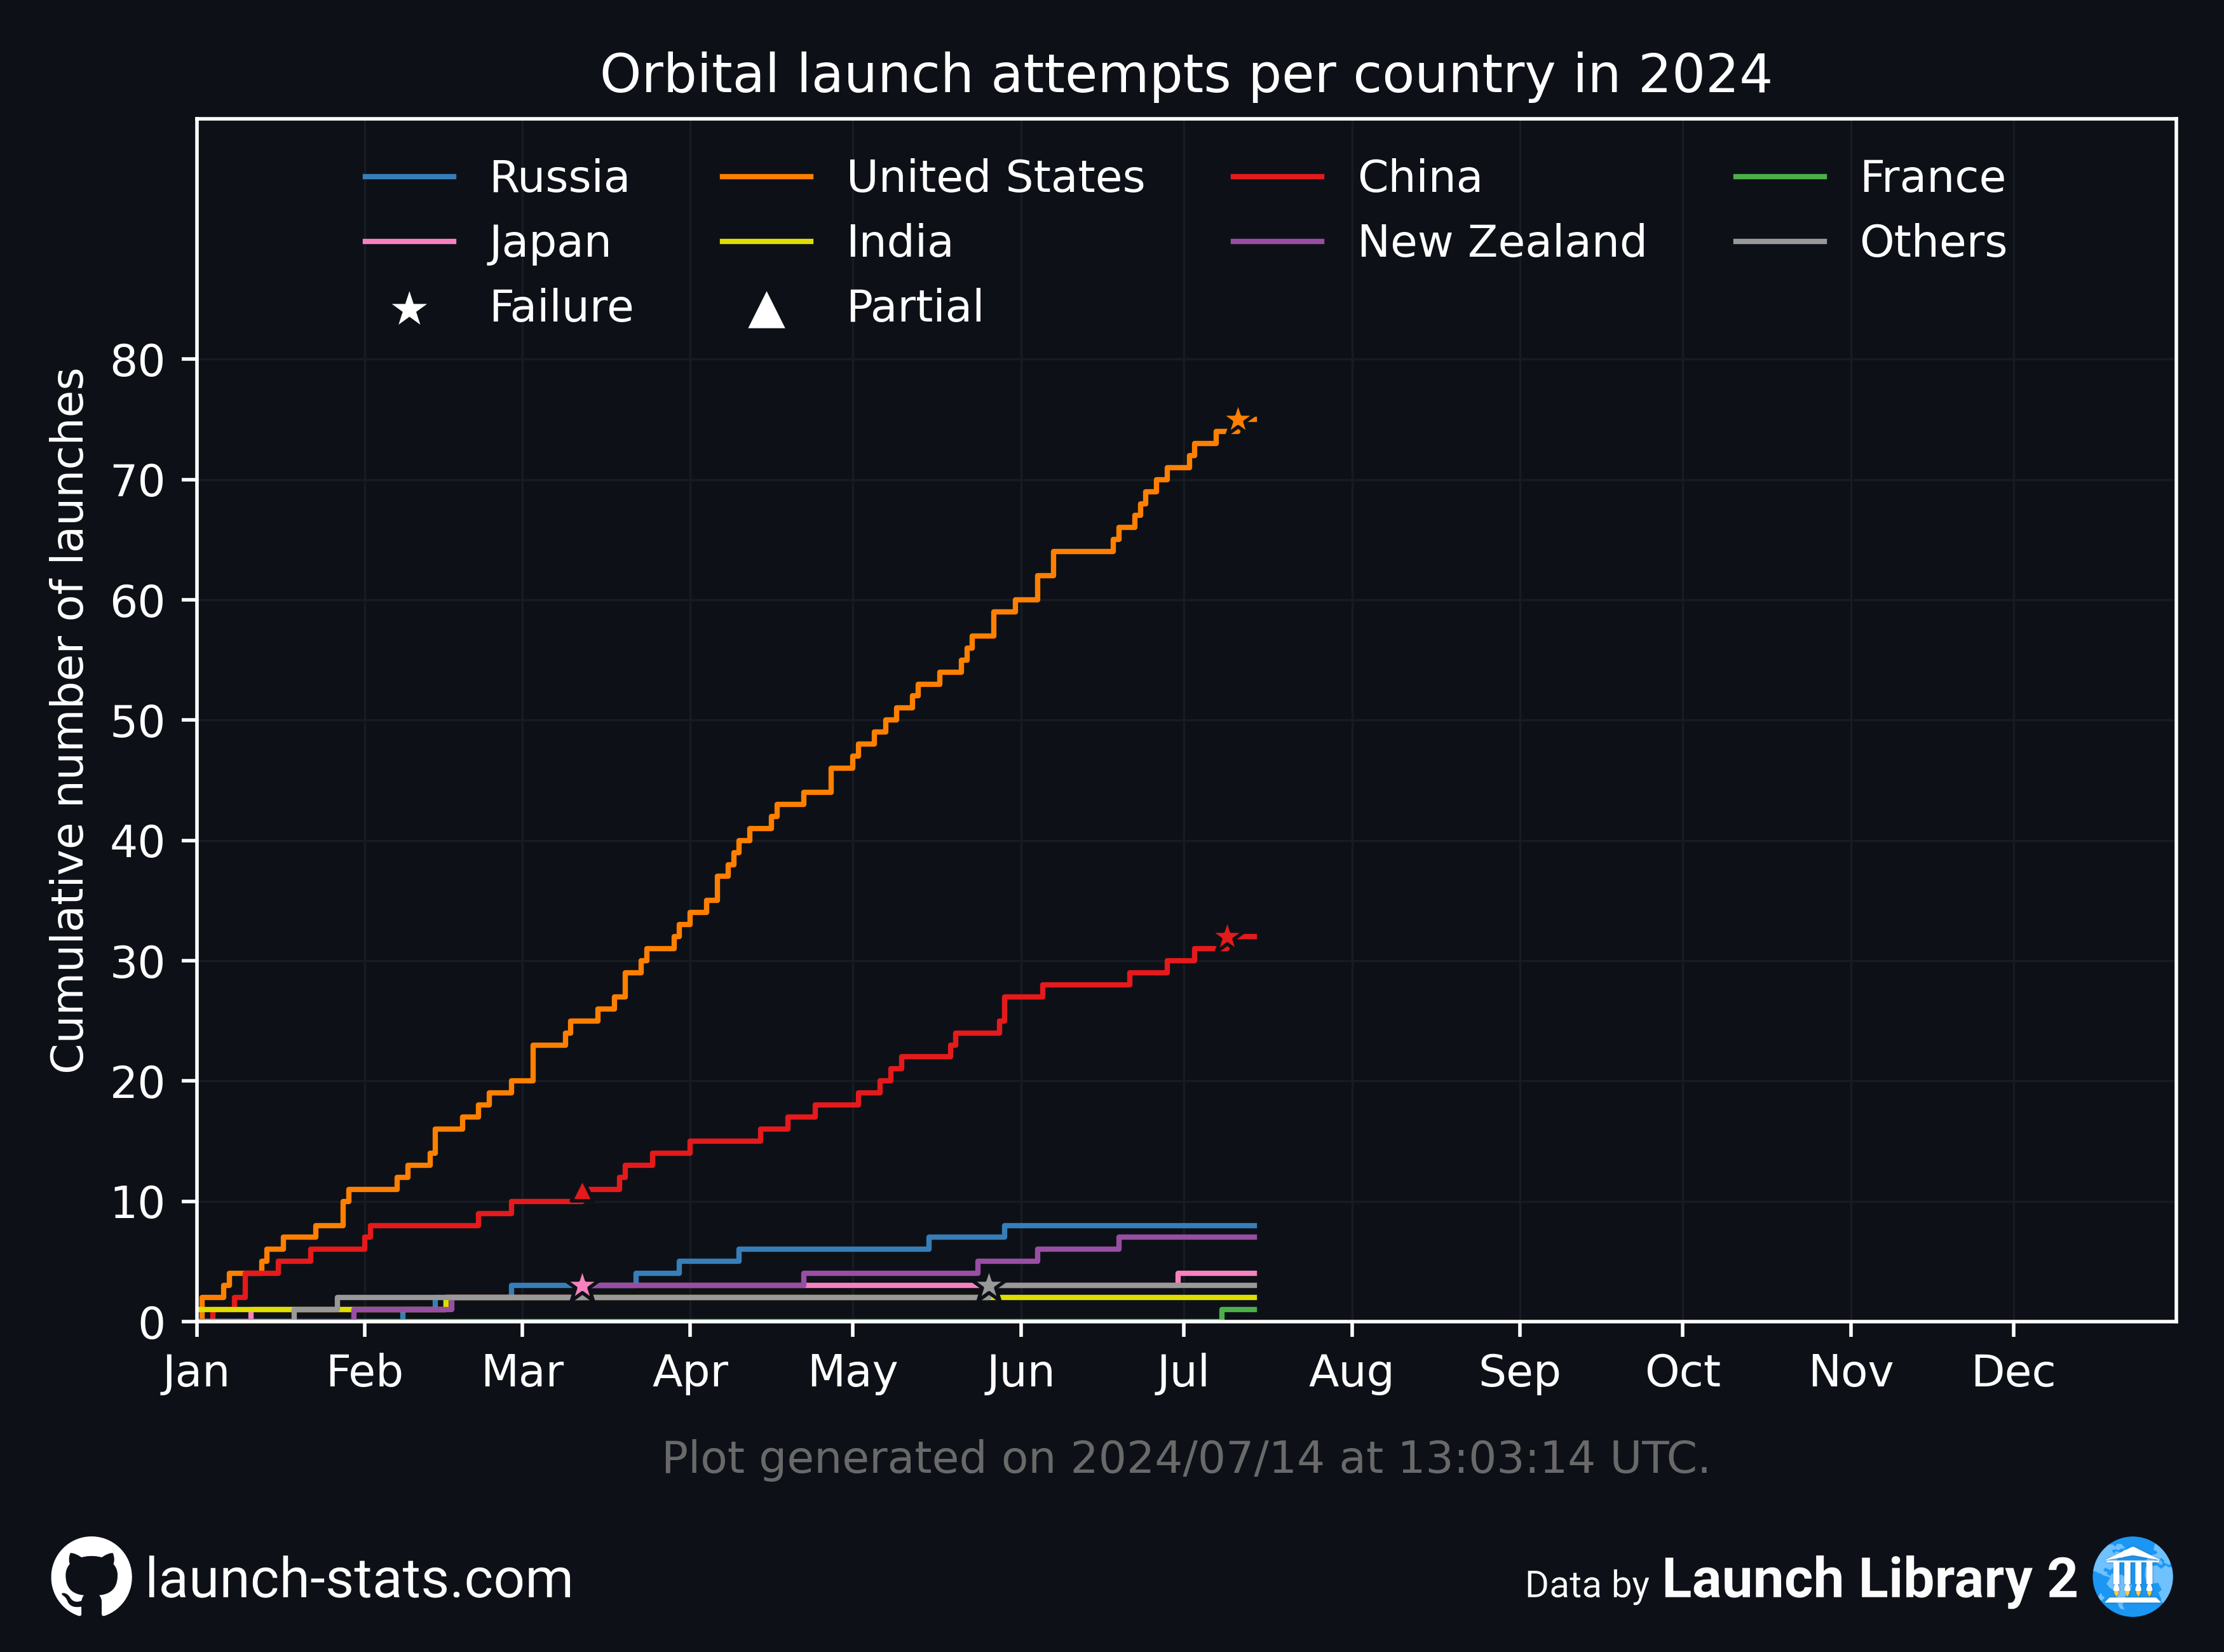 Orbital launch attempts per country in 2024
Russia United States China France
Japan India New Zealand Others
Failure Partial
Cumulative number of launches
80
70
60
50
40
30
20
10
0
Jan Feb Mar Apr May Jun Jul Aug Sep Oct Nov Dec
Plot generated on 2024/07/14 at 13:03:14 UTC.
launch-stats.com
Data by Launch Library 2